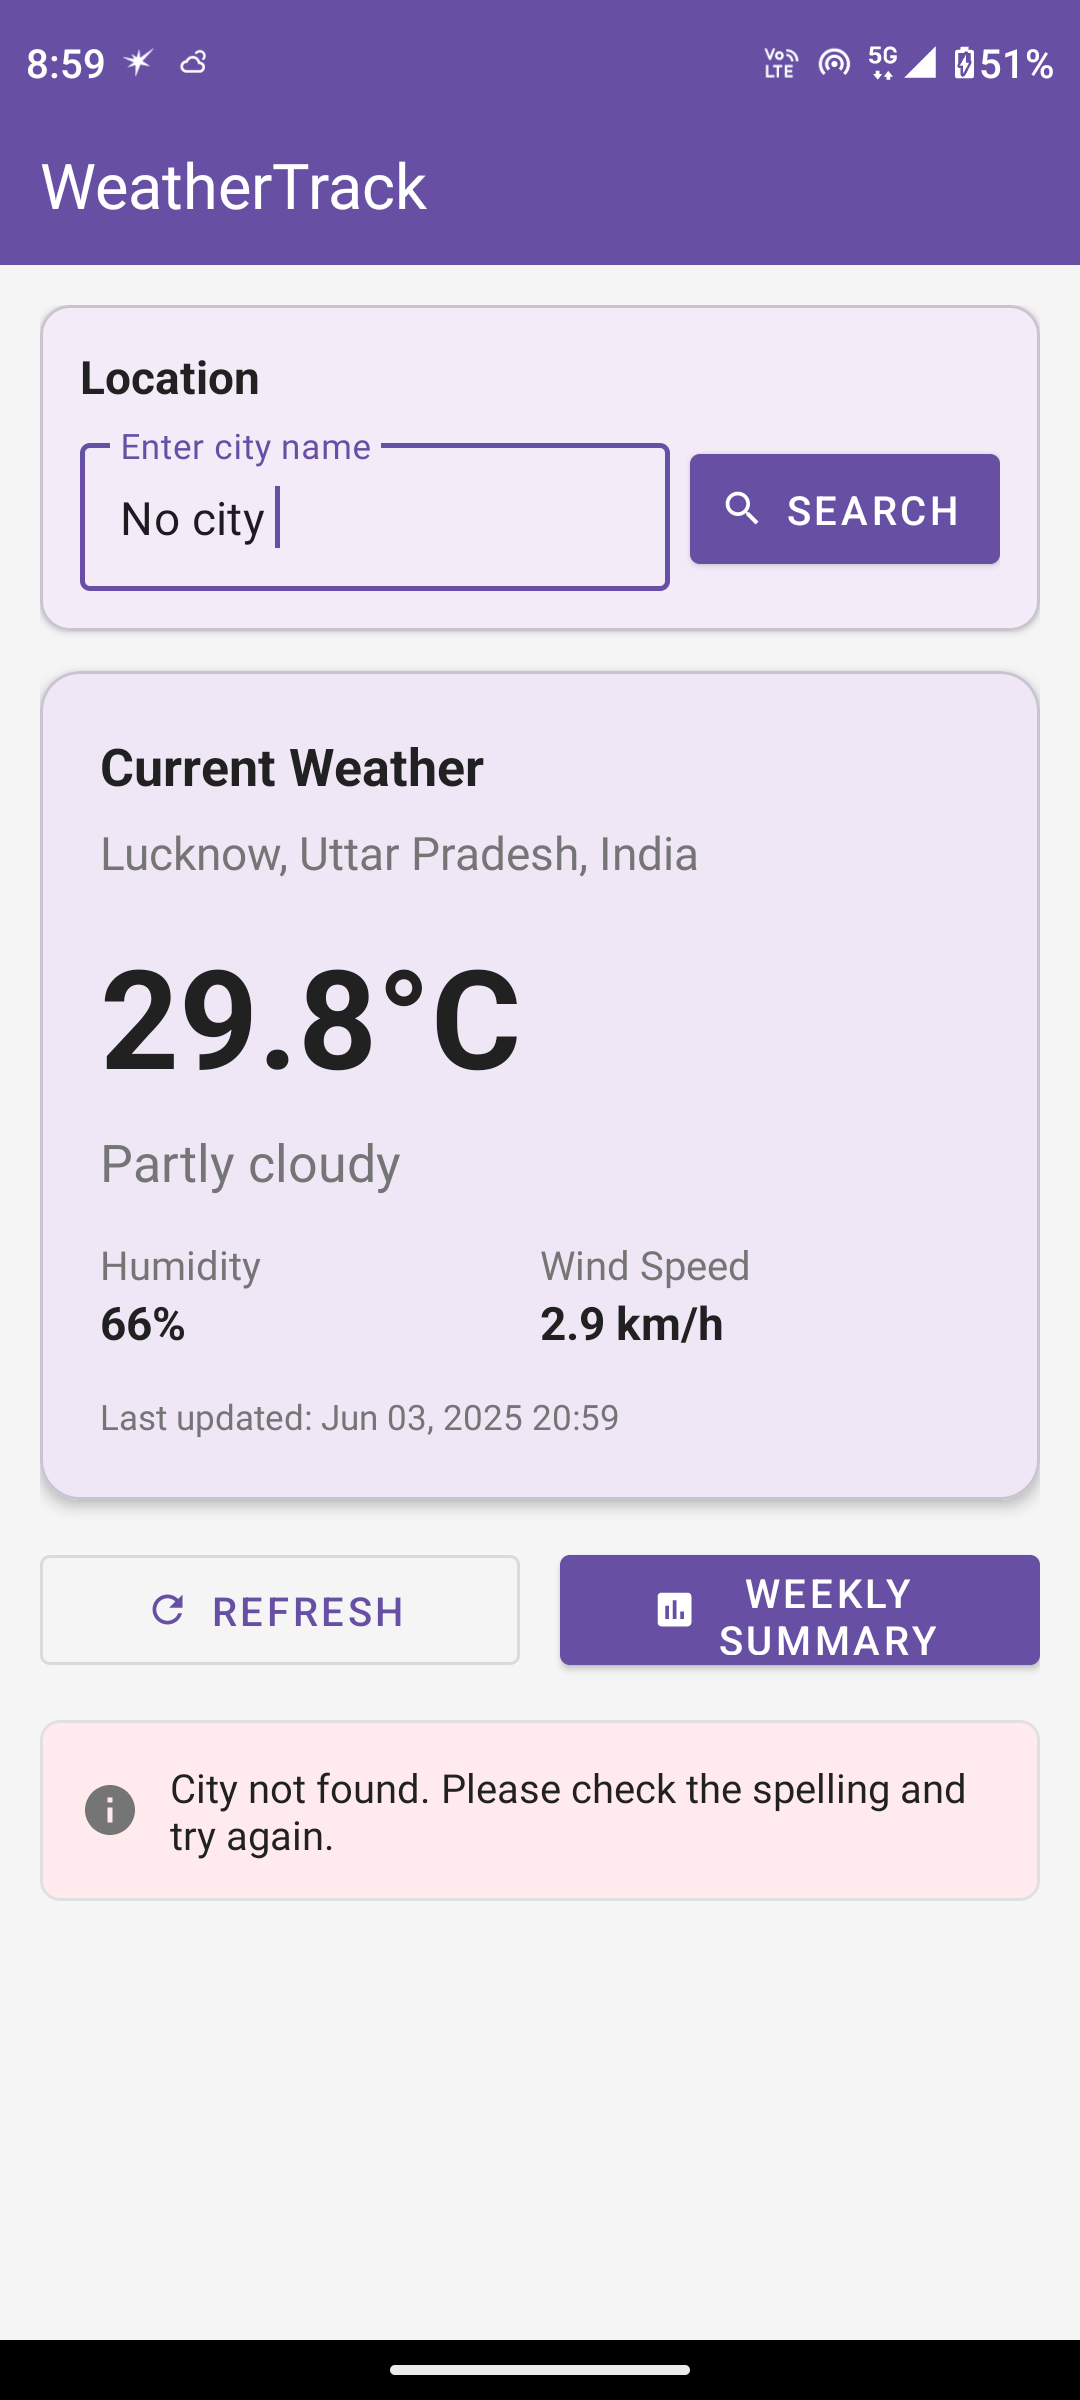 8:59
Vo LTE 5G 51%
WeatherTrack
Location
Enter city name
No city
SEARCH
Current Weather
Lucknow, Uttar Pradesh, India
29.8°C
Partly cloudy
Humidity Wind Speed
66% 2.9 km/h
Last updated: Jun 03, 2025 20:59
REFRESH
WEEKLY
SUMMARY
City not found. Please check the spelling and
try again.